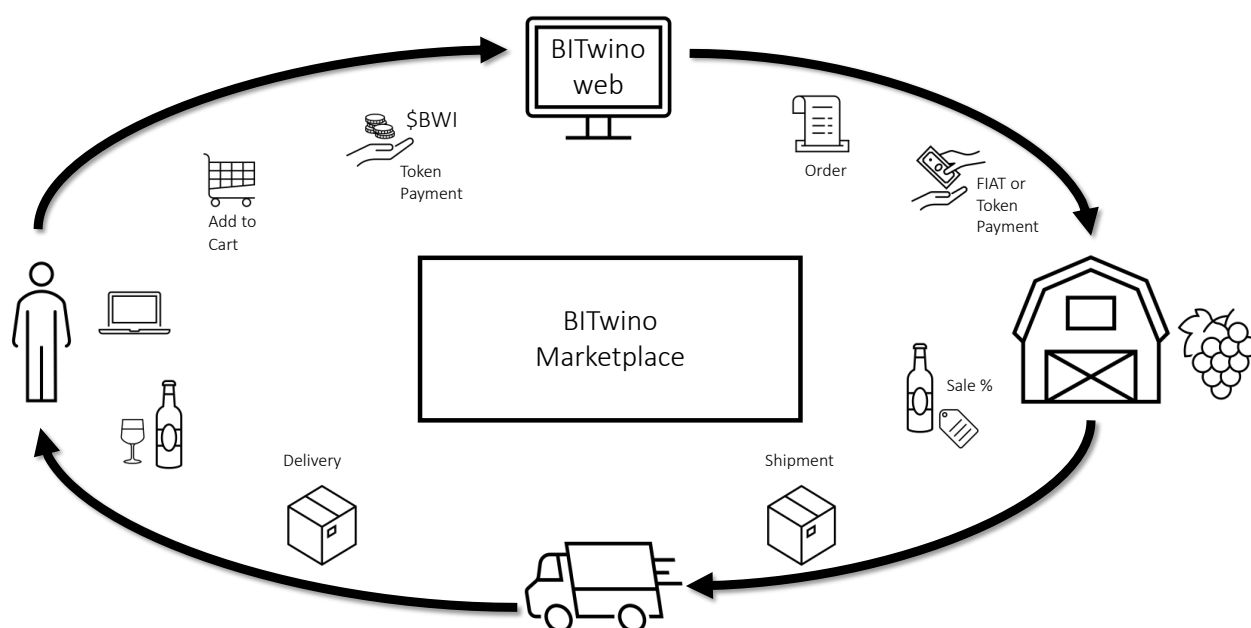 BITwino
web
$BWI
Token
Payment
Add to
Cart
Order
FIAT or
Token
Payment
BITwino
Marketplace
Sale %
Delivery
Shipment